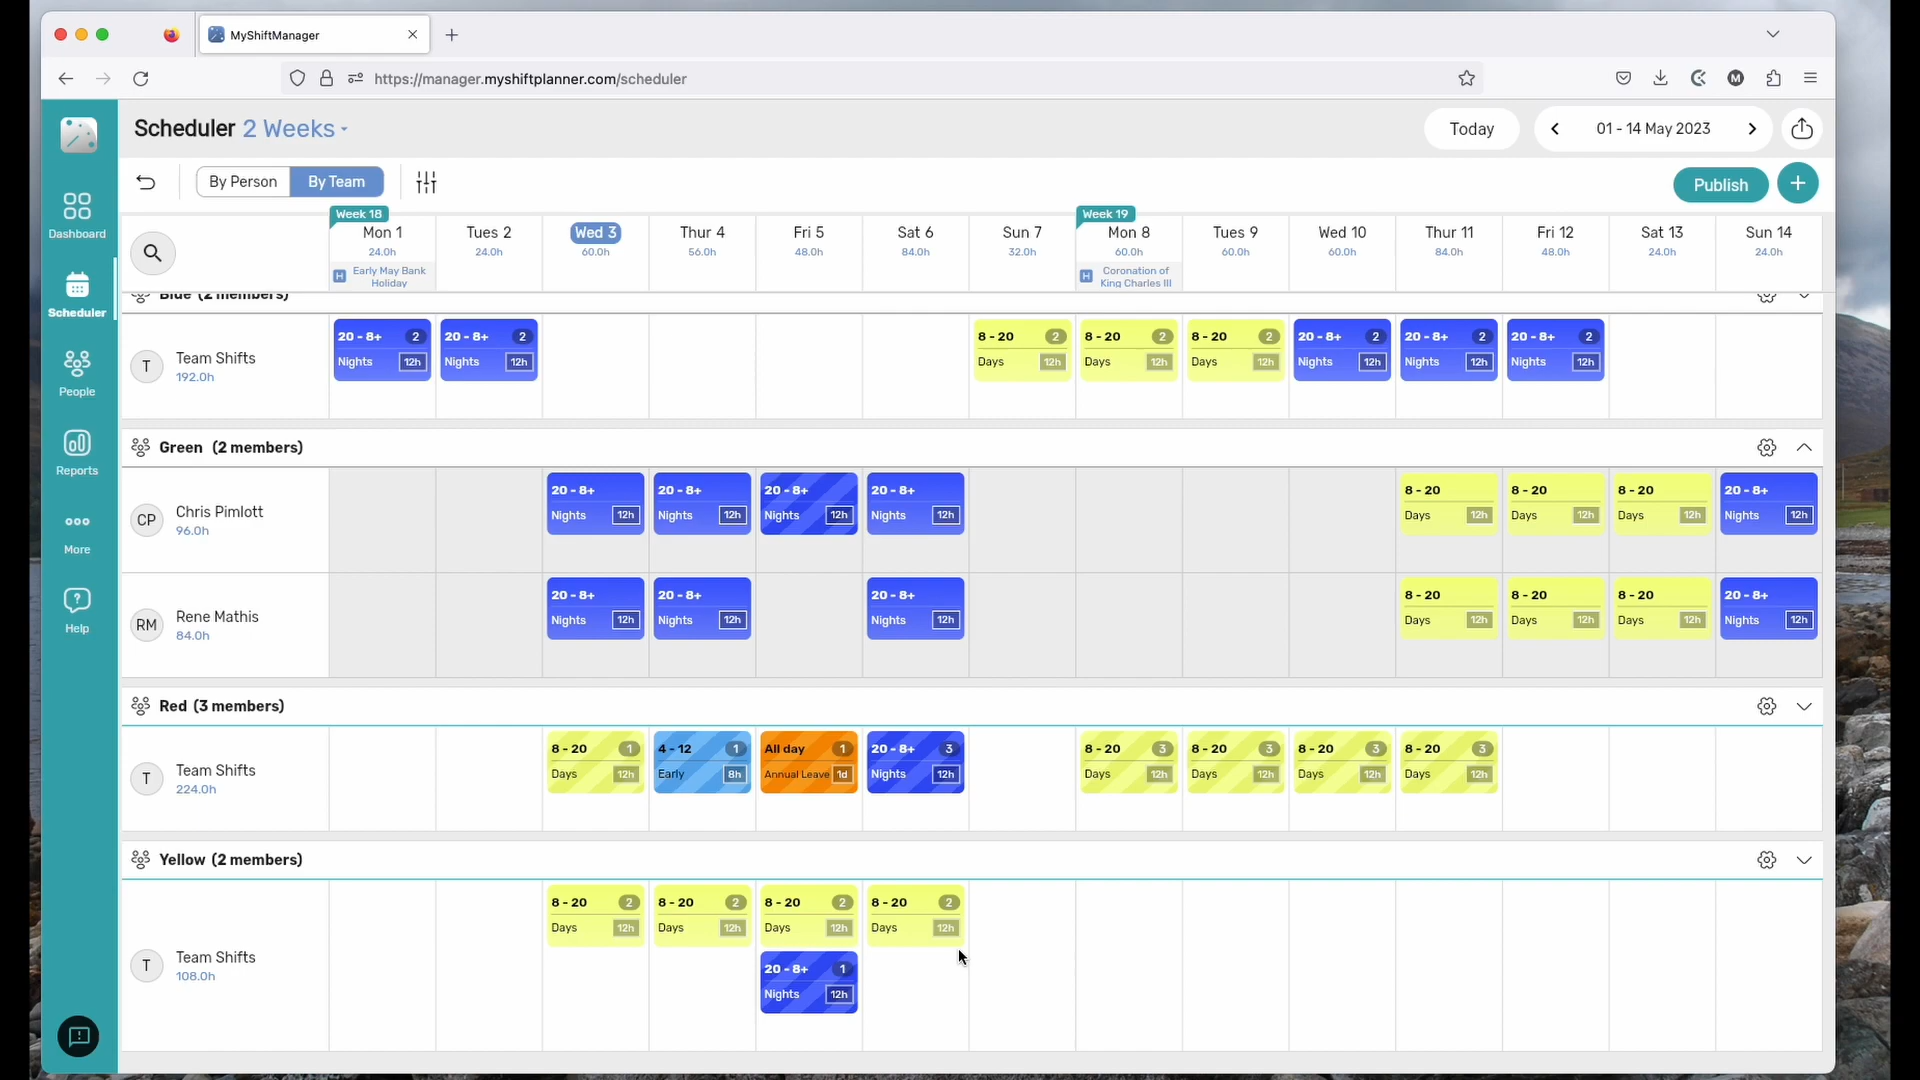 MyShiftManager
https://manager.myshiftplanner.com/scheduler
M
Scheduler 2 Weeks
Today
01 - 14 May 2023
By Person
By Team
Publish
+
Week 18
Week 19
Mon 1
Tues 2
Wed 3
Thur 4
Fri 5
Sat 6
Sun 7
Mon 8
Tues 9
Wed 10
Thur 11
Fri 12
Sat 13
Sun 14
24.0h
24.0h
60.0h
56.0h
48.0h
84.0h
32.0h
60.0h
60.0h
60.0h
84.0h
48.0h
24.0h
24.0h
H Early May Bank
Holiday
H Coronation of
King Charles III
Dashboard
Scheduler
People
Reports
More
Help
Blue (2 members)
T
Team Shifts
192.0h
20 - 8+ 2
Nights 12h
20 - 8+ 2
Nights 12h
8 - 20 2
Days 12h
8 - 20 2
Days 12h
8 - 20 2
Days 12h
20 - 8+ 2
Nights 12h
20 - 8+ 2
Nights 12h
20 - 8+ 2
Nights 12h
Green (2 members)
CP
Chris Pimlott
96.0h
20 - 8+
Nights 12h
20 - 8+
Nights 12h
20 - 8+
Nights 12h
20 - 8+
Nights 12h
8 - 20
Days 12h
8 - 20
Days 12h
8 - 20
Days 12h
20 - 8+
Nights 12h
RM
Rene Mathis
84.0h
20 - 8+
Nights 12h
20 - 8+
Nights 12h
20 - 8+
Nights 12h
8 - 20
Days 12h
8 - 20
Days 12h
8 - 20
Days 12h
20 - 8+
Nights 12h
Red (3 members)
T
Team Shifts
224.0h
8 - 20 1
Days 12h
4 - 12 1
Early 8h
All day 1
Annual Leave 1d
20 - 8+ 3
Nights 12h
8 - 20 3
Days 12h
8 - 20 3
Days 12h
8 - 20 3
Days 12h
8 - 20 3
Days 12h
Yellow (2 members)
T
Team Shifts
108.0h
8 - 20 2
Days 12h
8 - 20 2
Days 12h
8 - 20 2
Days 12h
8 - 20 2
Days 12h
20 - 8+ 1
Nights 12h